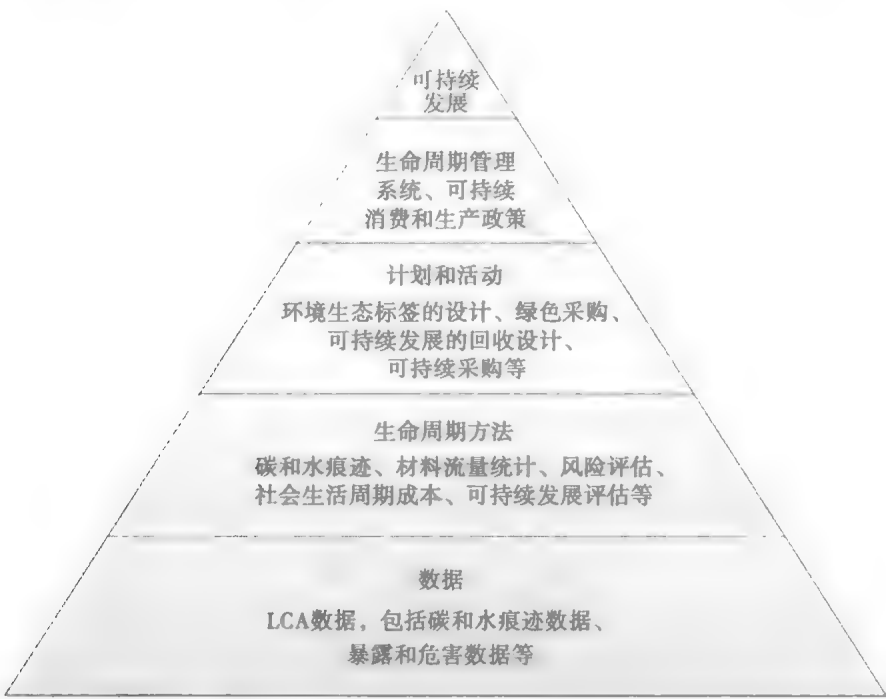 可持续
发展
生命周期管理
系统、可持续
消费和生产政策
计划和活动
环境生态标签的设计、绿色采购、
可持续发展的回收设计、
可持续采购等
生命周期方法
碳和水痕迹、材料流量统计、风险评估、
社会生活周期成本、可持续发展评估等
数据
LCA数据，包括碳和水痕迹数据、
暴露和危害数据等